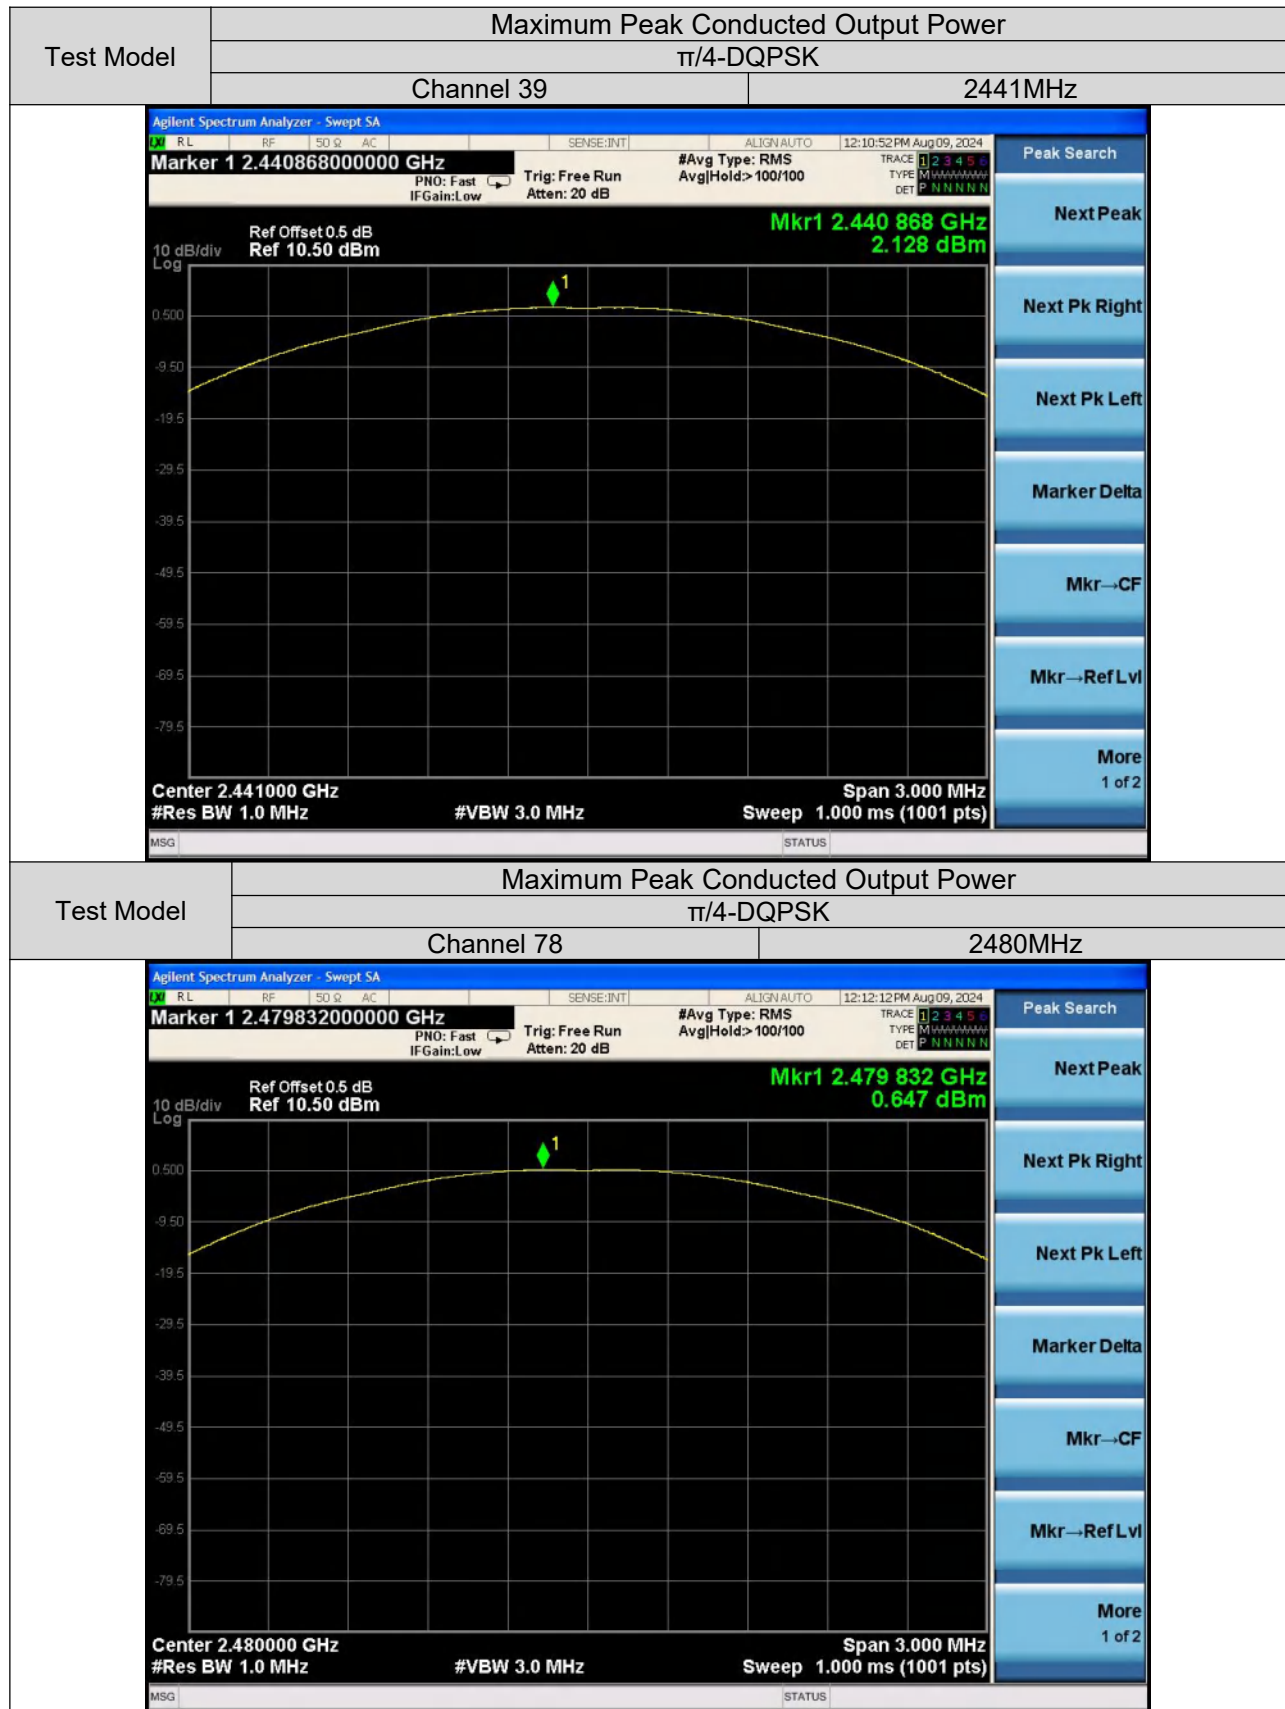 Test Model
Maximum Peak Conducted Output Power
π/4-DQPSK
Channel 39 2441MHz
Agilent Spectrum Analyzer - Swept SA
LXI RL RF 50 Ω AC SENSE:INT ALIGN AUTO 12:10:52 PM Aug 09, 2024
Marker 1 2.440868000000 GHz
PNO: Fast
IFGain:Low
Trig: Free Run
Atten: 20 dB
#Avg Type: RMS
Avg|Hold:>100/100
TRACE 1 2 3 4 5 6
TYPE M
DET P N N N N N
Peak Search
Mkr1 2.440 868 GHz
2.128 dBm
Ref Offset 0.5 dB
10 dB/div Ref 10.50 dBm
Log
1
0.500
-9.50
-19.5
-29.5
-39.5
-49.5
-59.5
-69.5
-79.5
Next Peak
Next Pk Right
Next Pk Left
Marker Delta
Mkr→CF
Mkr→Ref Lvl
More
1 of 2
Center 2.441000 GHz Span 3.000 MHz
#Res BW 1.0 MHz #VBW 3.0 MHz Sweep 1.000 ms (1001 pts)
MSG STATUS
Test Model
Maximum Peak Conducted Output Power
π/4-DQPSK
Channel 78 2480MHz
Agilent Spectrum Analyzer - Swept SA
LXI RL RF 50 Ω AC SENSE:INT ALIGN AUTO 12:12:12 PM Aug 09, 2024
Marker 1 2.479832000000 GHz
PNO: Fast
IFGain:Low
Trig: Free Run
Atten: 20 dB
#Avg Type: RMS
Avg|Hold:>100/100
TRACE 1 2 3 4 5 6
TYPE M
DET P N N N N N
Peak Search
Mkr1 2.479 832 GHz
0.647 dBm
Ref Offset 0.5 dB
10 dB/div Ref 10.50 dBm
Log
1
0.500
-9.50
-19.5
-29.5
-39.5
-49.5
-59.5
-69.5
-79.5
Next Peak
Next Pk Right
Next Pk Left
Marker Delta
Mkr→CF
Mkr→Ref Lvl
More
1 of 2
Center 2.480000 GHz Span 3.000 MHz
#Res BW 1.0 MHz #VBW 3.0 MHz Sweep 1.000 ms (1001 pts)
MSG STATUS